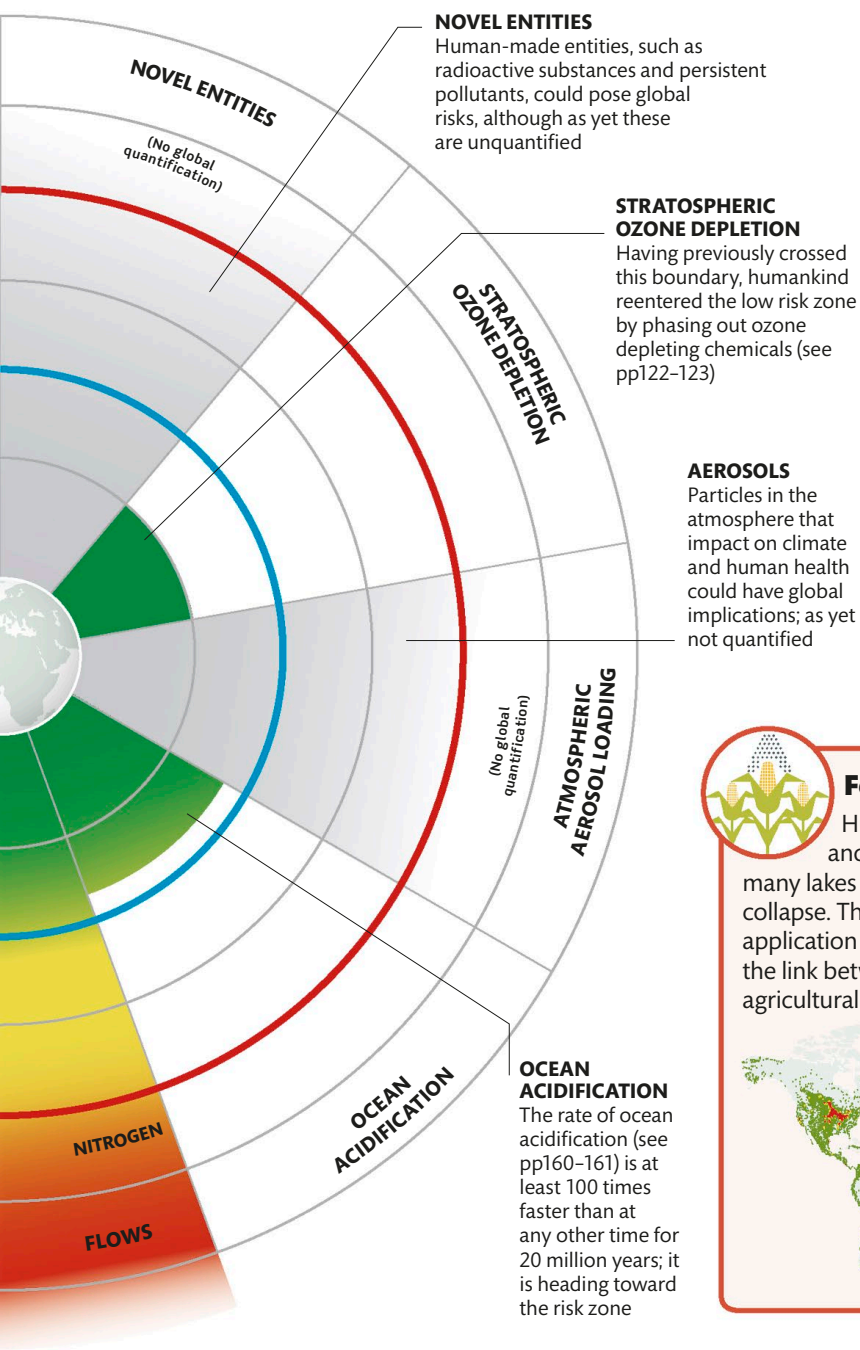 NOVEL ENTITIES
Human-made entities, such as
radioactive substances and persistent
pollutants, could pose global
risks, although as yet these
are unquantified
NOVEL ENTITIES
(No global
quantification)
STRATOSPHERIC
OZONE DEPLETION
Having previously crossed
this boundary, humankind
reentered the low risk zone
by phasing out ozone
depleting chemicals (see
pp122–123)
STRATOSPHERIC
OZONE DEPLETION
AEROSOLS
Particles in the
atmosphere that
impact on climate
and human health
could have global
implications; as yet
not quantified
(No global
quantification)
ATMOSPHERIC
AEROSOL LOADING
many lakes
collapse.
application
the link
agricultural
OCEAN
ACIDIFICATION
OCEAN
ACIDIFICATION
The rate of ocean
acidification (see
pp160–161) is at
least 100 times
faster than at
any other time for
20 million years; it
is heading toward
the risk zone
NITROGEN
FLOWS